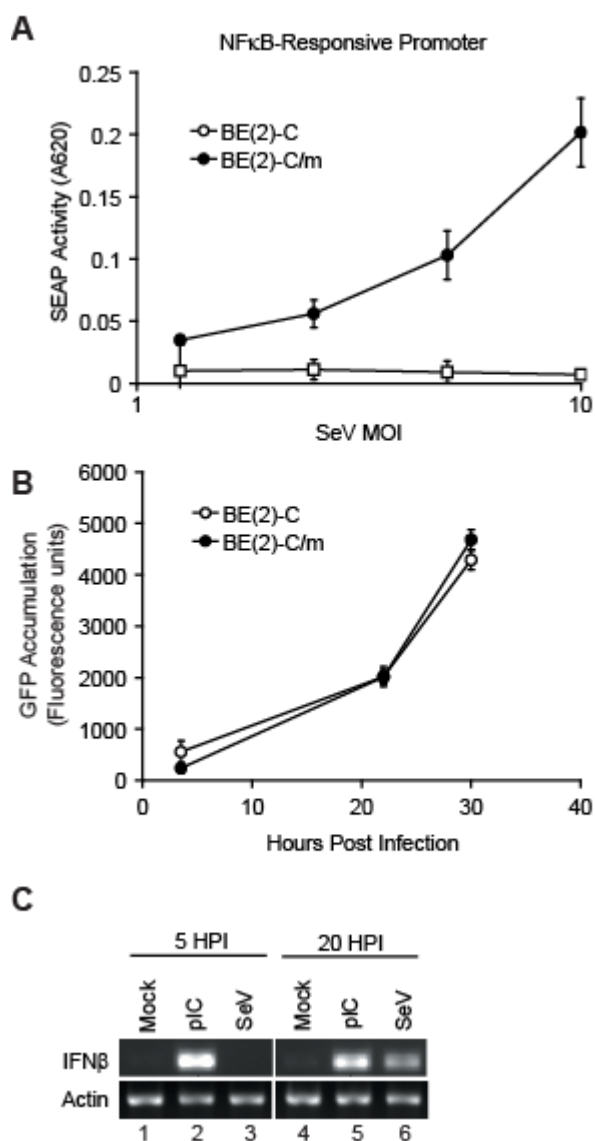 A
NFκB-Responsive Promoter
0.25
0.2
0.15
0.1
0.05
0
SEAP Activity (A620)
BE(2)-C
BE(2)-C/m
1
10
SeV MOI
B
6000
5000
4000
3000
2000
1000
0
GFP Accumulation
(Fluorescence units)
BE(2)-C
BE(2)-C/m
0 10 20 30 40
Hours Post Infection
C
5 HPI 20 HPI
Mock pIC SeV Mock pIC SeV
IFNβ
Actin
1 2 3 4 5 6